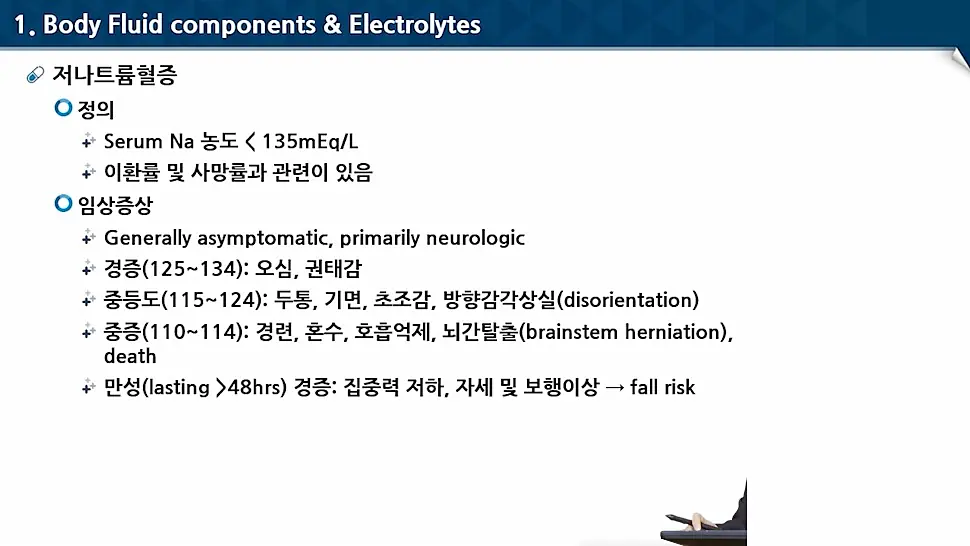 1. Body Fluid components & Electrolytes
저나트륨혈증
정의
Serum Na 농도 < 135mEq/L
이환률 및 사망률과 관련이 있음
임상증상
Generally asymptomatic, primarily neurologic
경증(125~134): 오심, 권태감
중등도(115~124): 두통, 기면, 초조감, 방향감각상실(disorientation)
중증(110~114): 경련, 혼수, 호흡억제, 뇌간탈출(brainstem herniation),
death
만성(lasting >48hrs) 경증: 집중력 저하, 자세 및 보행이상 → fall risk